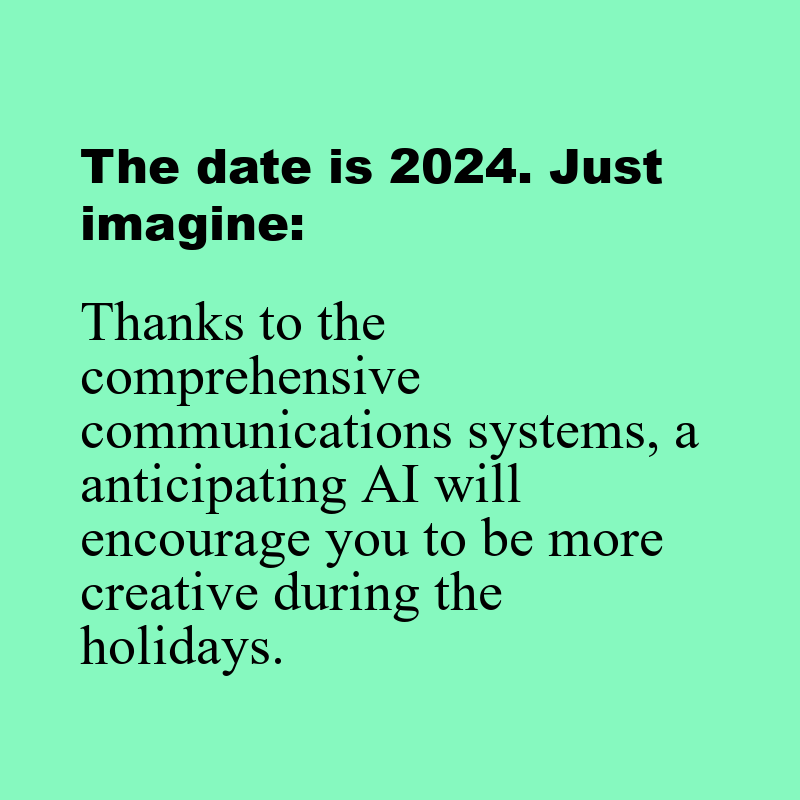 The date is 2024. Just
imagine:
Thanks to the
comprehensive
communications systems, a
anticipating AI will
encourage you to be more
creative during the
holidays.